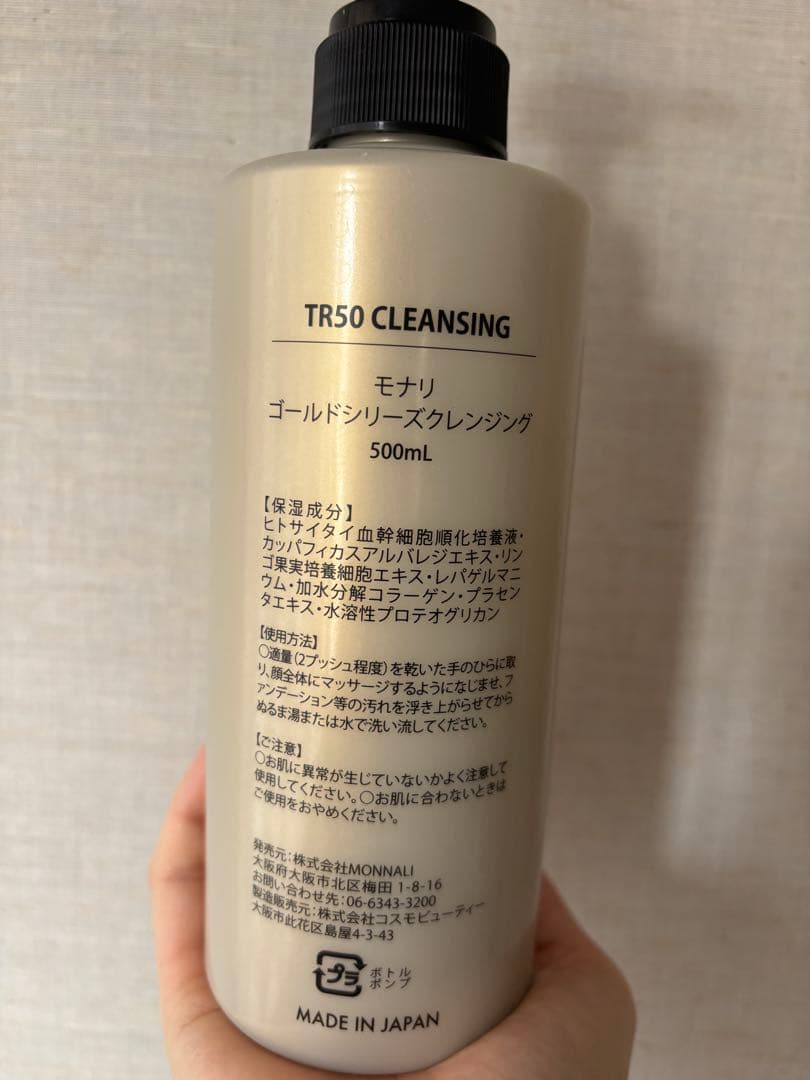 TR50 CLEANSING
モナリ
ゴールドシリーズクレンジング
500mL
【保湿成分】
ヒトサイタイ血幹細胞順化培養液・
カッパフィカスアルバレジエキス・リン
ゴ果実培養細胞エキス・レパゲルマニ
ウム・加水分解コラーゲン・プラセン
タエキス・水溶性プロテオグリカン
【使用方法】
○適量（2プッシュ程度）を乾いた手のひらに取
り、顔全体にマッサージするようになじませ、フ
ァンデーション等の汚れを浮き上がらせてから
ぬるま湯または水で洗い流してください。
【ご注意】
○お肌に異常が生じていないかよく注意して
使用してください。○お肌に合わないときは
ご使用をおやめください。
発売元：株式会社MONNALI
大阪府大阪市北区梅田 1-8-16
お問い合わせ先：06-6343-3200
製造販売元：株式会社コスモビューティー
大阪市此花区島屋4-3-43
プラ
ボトル
ポンプ
MADE IN JAPAN